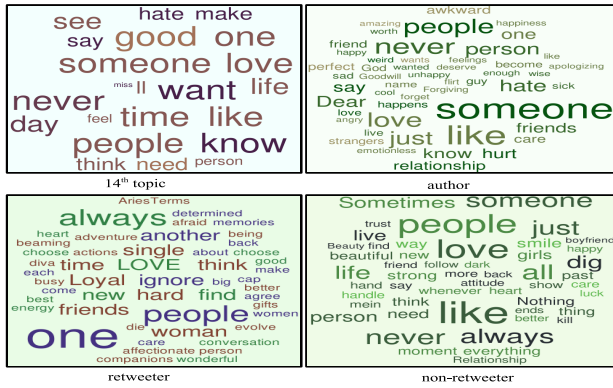 hate make
see
say good one
someone love
miss ll want life
never
day feel time like
people know
think need person
14th topic
awkward
amazing people happiness
worth one
friend never person
happy
weird wants feelings like
perfect God wanted deserve become apologizing
sad Goodwill unhappy enough wise
say name flirt guy hate sick
cool Forgiving
forget
Dear happens someone
love
angry love friends
live just like care
strangers
emotionless know hurt
relationship
author
AriesTerms
always determined
afraid memories
heart adventure another being
beaming back
choose actions single about choose
diva time LOVE think good
each make
busy Loyal ignore big cap
come better
best new hard find agree
energy gifts
friends people women
one die woman evolve
care conversation
affectionate person
companions wonderful
retweeter
Sometimes someone
trust people just
live
Beauty find way love smile boyfriend
happy
beautiful new girls
friend follow dark dig
life strong more back all past
hand say attitude show care
handle whenever heart luck
mein think like Nothing
person need ends thing
better kill
never always
moment everything
Relationship
non-retweeter